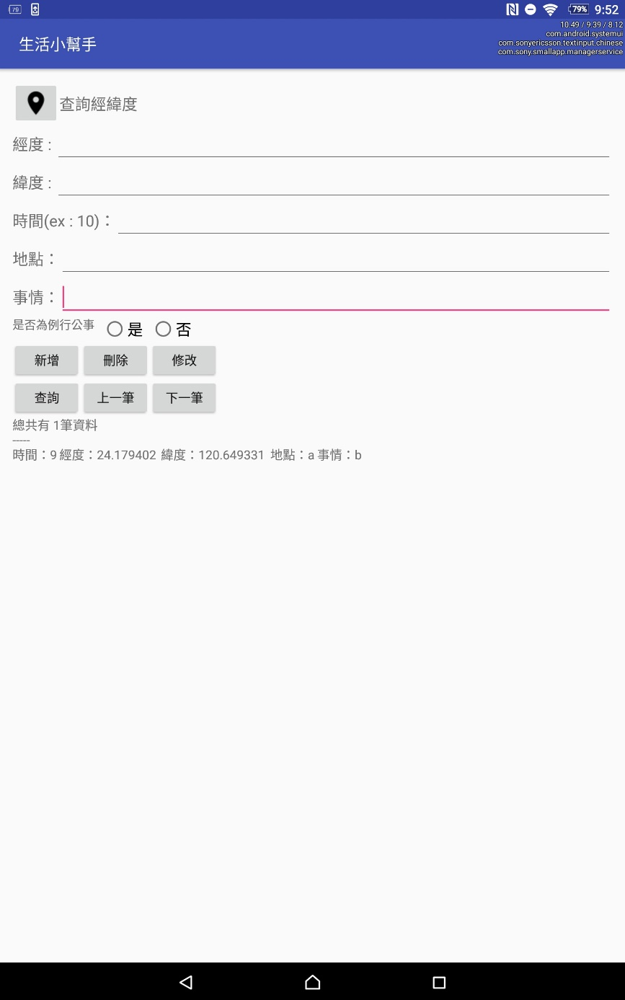 79
79% 9:52
10.49 / 9.39 / 8.12
com.android.systemui
com.sonyericsson.textinput.chinese
com.sony.smallapp.managerservice
生活小幫手
查詢經緯度
經度 :
緯度 :
時間(ex : 10)：
地點：
事情：
是否為例行公事 是 否
新增 刪除 修改
查詢 上一筆 下一筆
總共有 1筆資料
-----
時間：9 經度：24.179402 緯度：120.649331 地點：a 事情：b